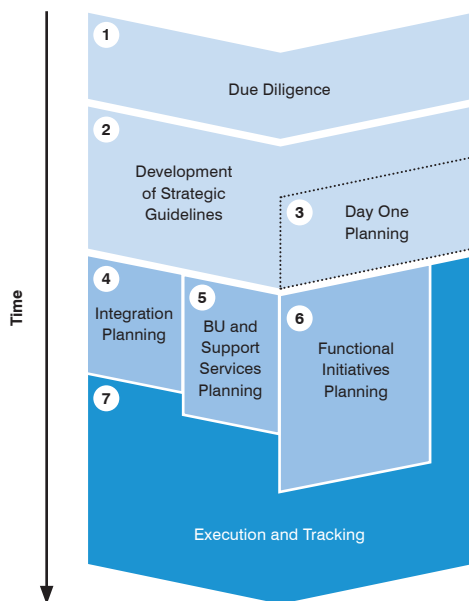 1
Due Diligence
2
Development
of Strategic
Guidelines
3
Day One
Planning
4
Integration
Planning
5
BU and
Support
Services
Planning
6
Functional
Initiatives
Planning
7
Execution and Tracking
Time